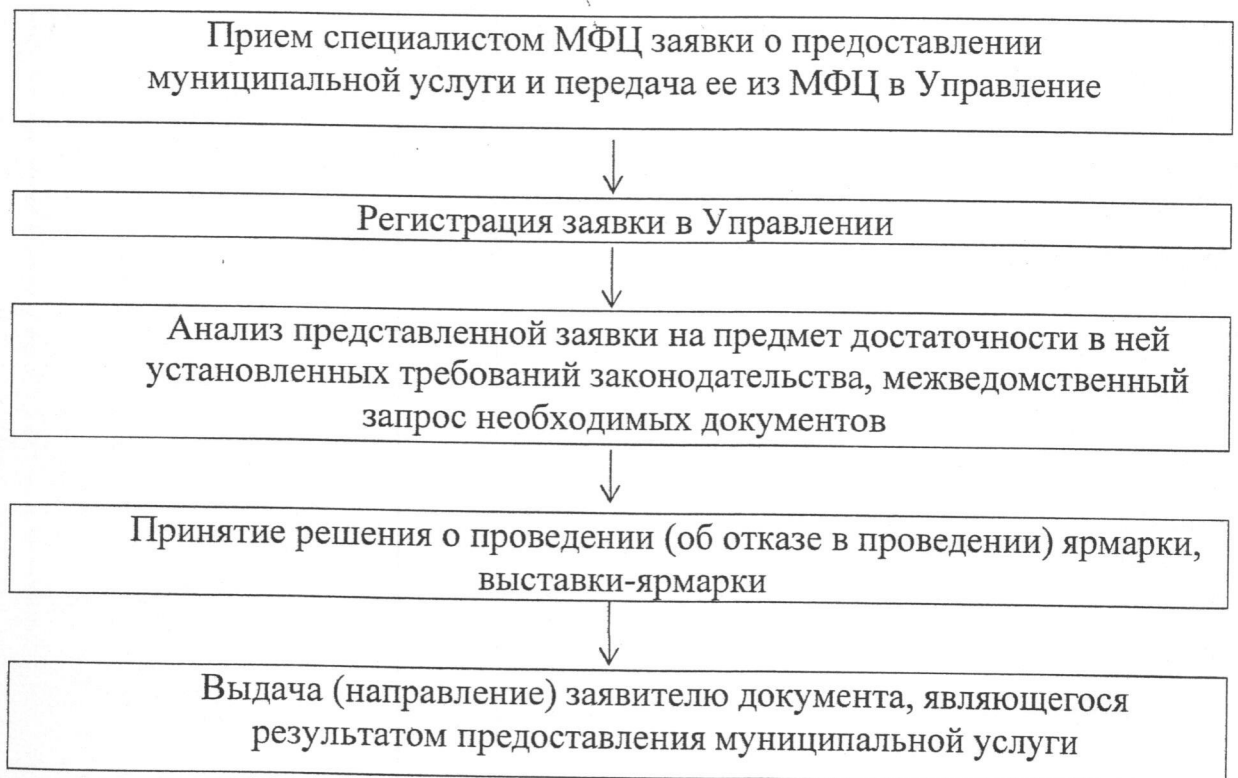 Прием специалистом МФЦ заявки о предоставлении
муниципальной услуги и передача ее из МФЦ в Управление
Регистрация заявки в Управлении
Анализ представленной заявки на предмет достаточности в ней
установленных требований законодательства, межведомственный
запрос необходимых документов
Принятие решения о проведении (об отказе в проведении) ярмарки,
выставки-ярмарки
Выдача (направление) заявителю документа, являющегося
результатом предоставления муниципальной услуги